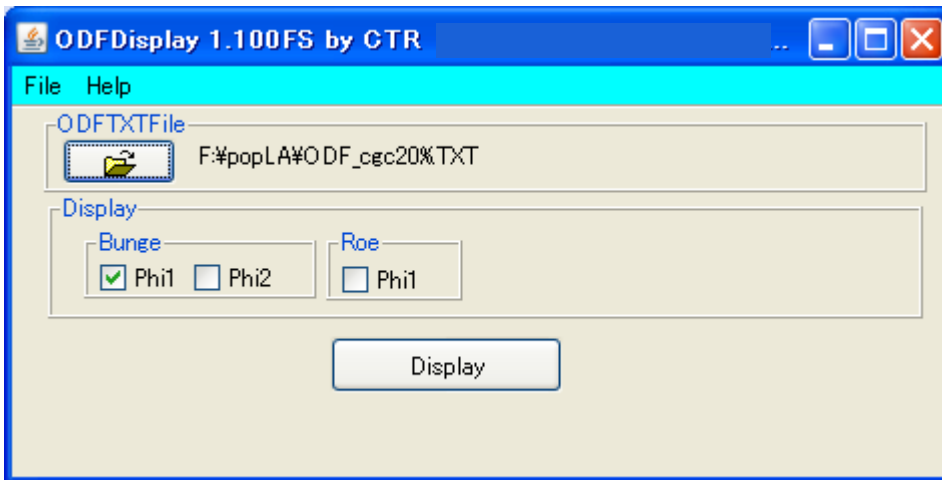 ODFDisplay 1.100FS by CTR ..
File Help
ODFTXTFile
F:¥popLA¥ODF_cgc20%.TXT
Display
Bunge Roe
Phi1 Phi2 Phi1
Display